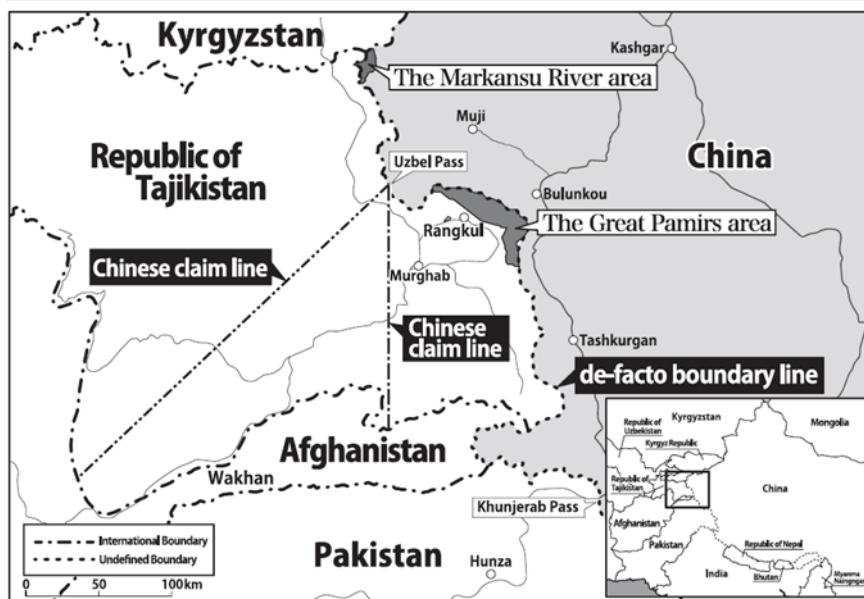 Kyrgyzstan
Kashgar
The Markansu River area
Muji
Republic of
Tajikistan
China
Uzbel Pass
Bulunkou
Rangkul
The Great Pamirs area
Chinese claim line
Murghab
Chinese
claim line
Tashkurgan
de-facto boundary line
Afghanistan
Wakhan
Khunjerab Pass
Pakistan
Hunza
International Boundary
Undefined Boundary
0 50 100km
Kyrgyzstan
Mongolia
Republic of
Uzbekistan
Kyrgyz Republic
Republic of
Tajikistan
China
Afghanistan
Pakistan
Republic of Nepal
India
Bhutan
Myanma